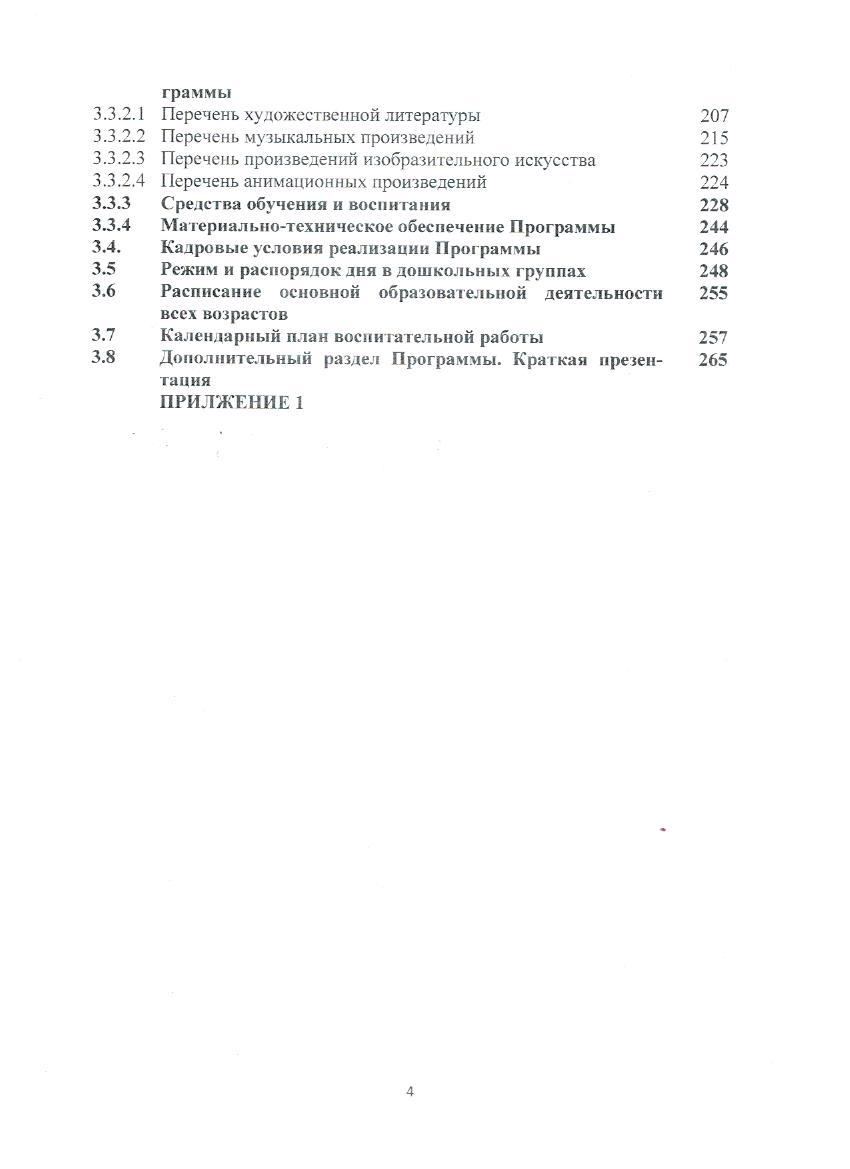 граммы
3.3.2.1 Перечень художественной литературы 207
3.3.2.2 Перечень музыкальных произведений 215
3.3.2.3 Перечень произведений изобразительного искусства 223
3.3.2.4 Перечень анимационных произведений 224
3.3.3 Средства обучения и воспитания 228
3.3.4 Материально-техническое обеспечение Программы 244
3.4. Кадровые условия реализации Программы 246
3.5 Режим и распорядок дня в дошкольных группах 248
3.6 Расписание основной образовательной деятельности 255
всех возрастов
3.7 Календарный план воспитательной работы 257
3.8 Дополнительный раздел Программы. Краткая презен- 265
тация
ПРИЛЖЕНИЕ 1
4